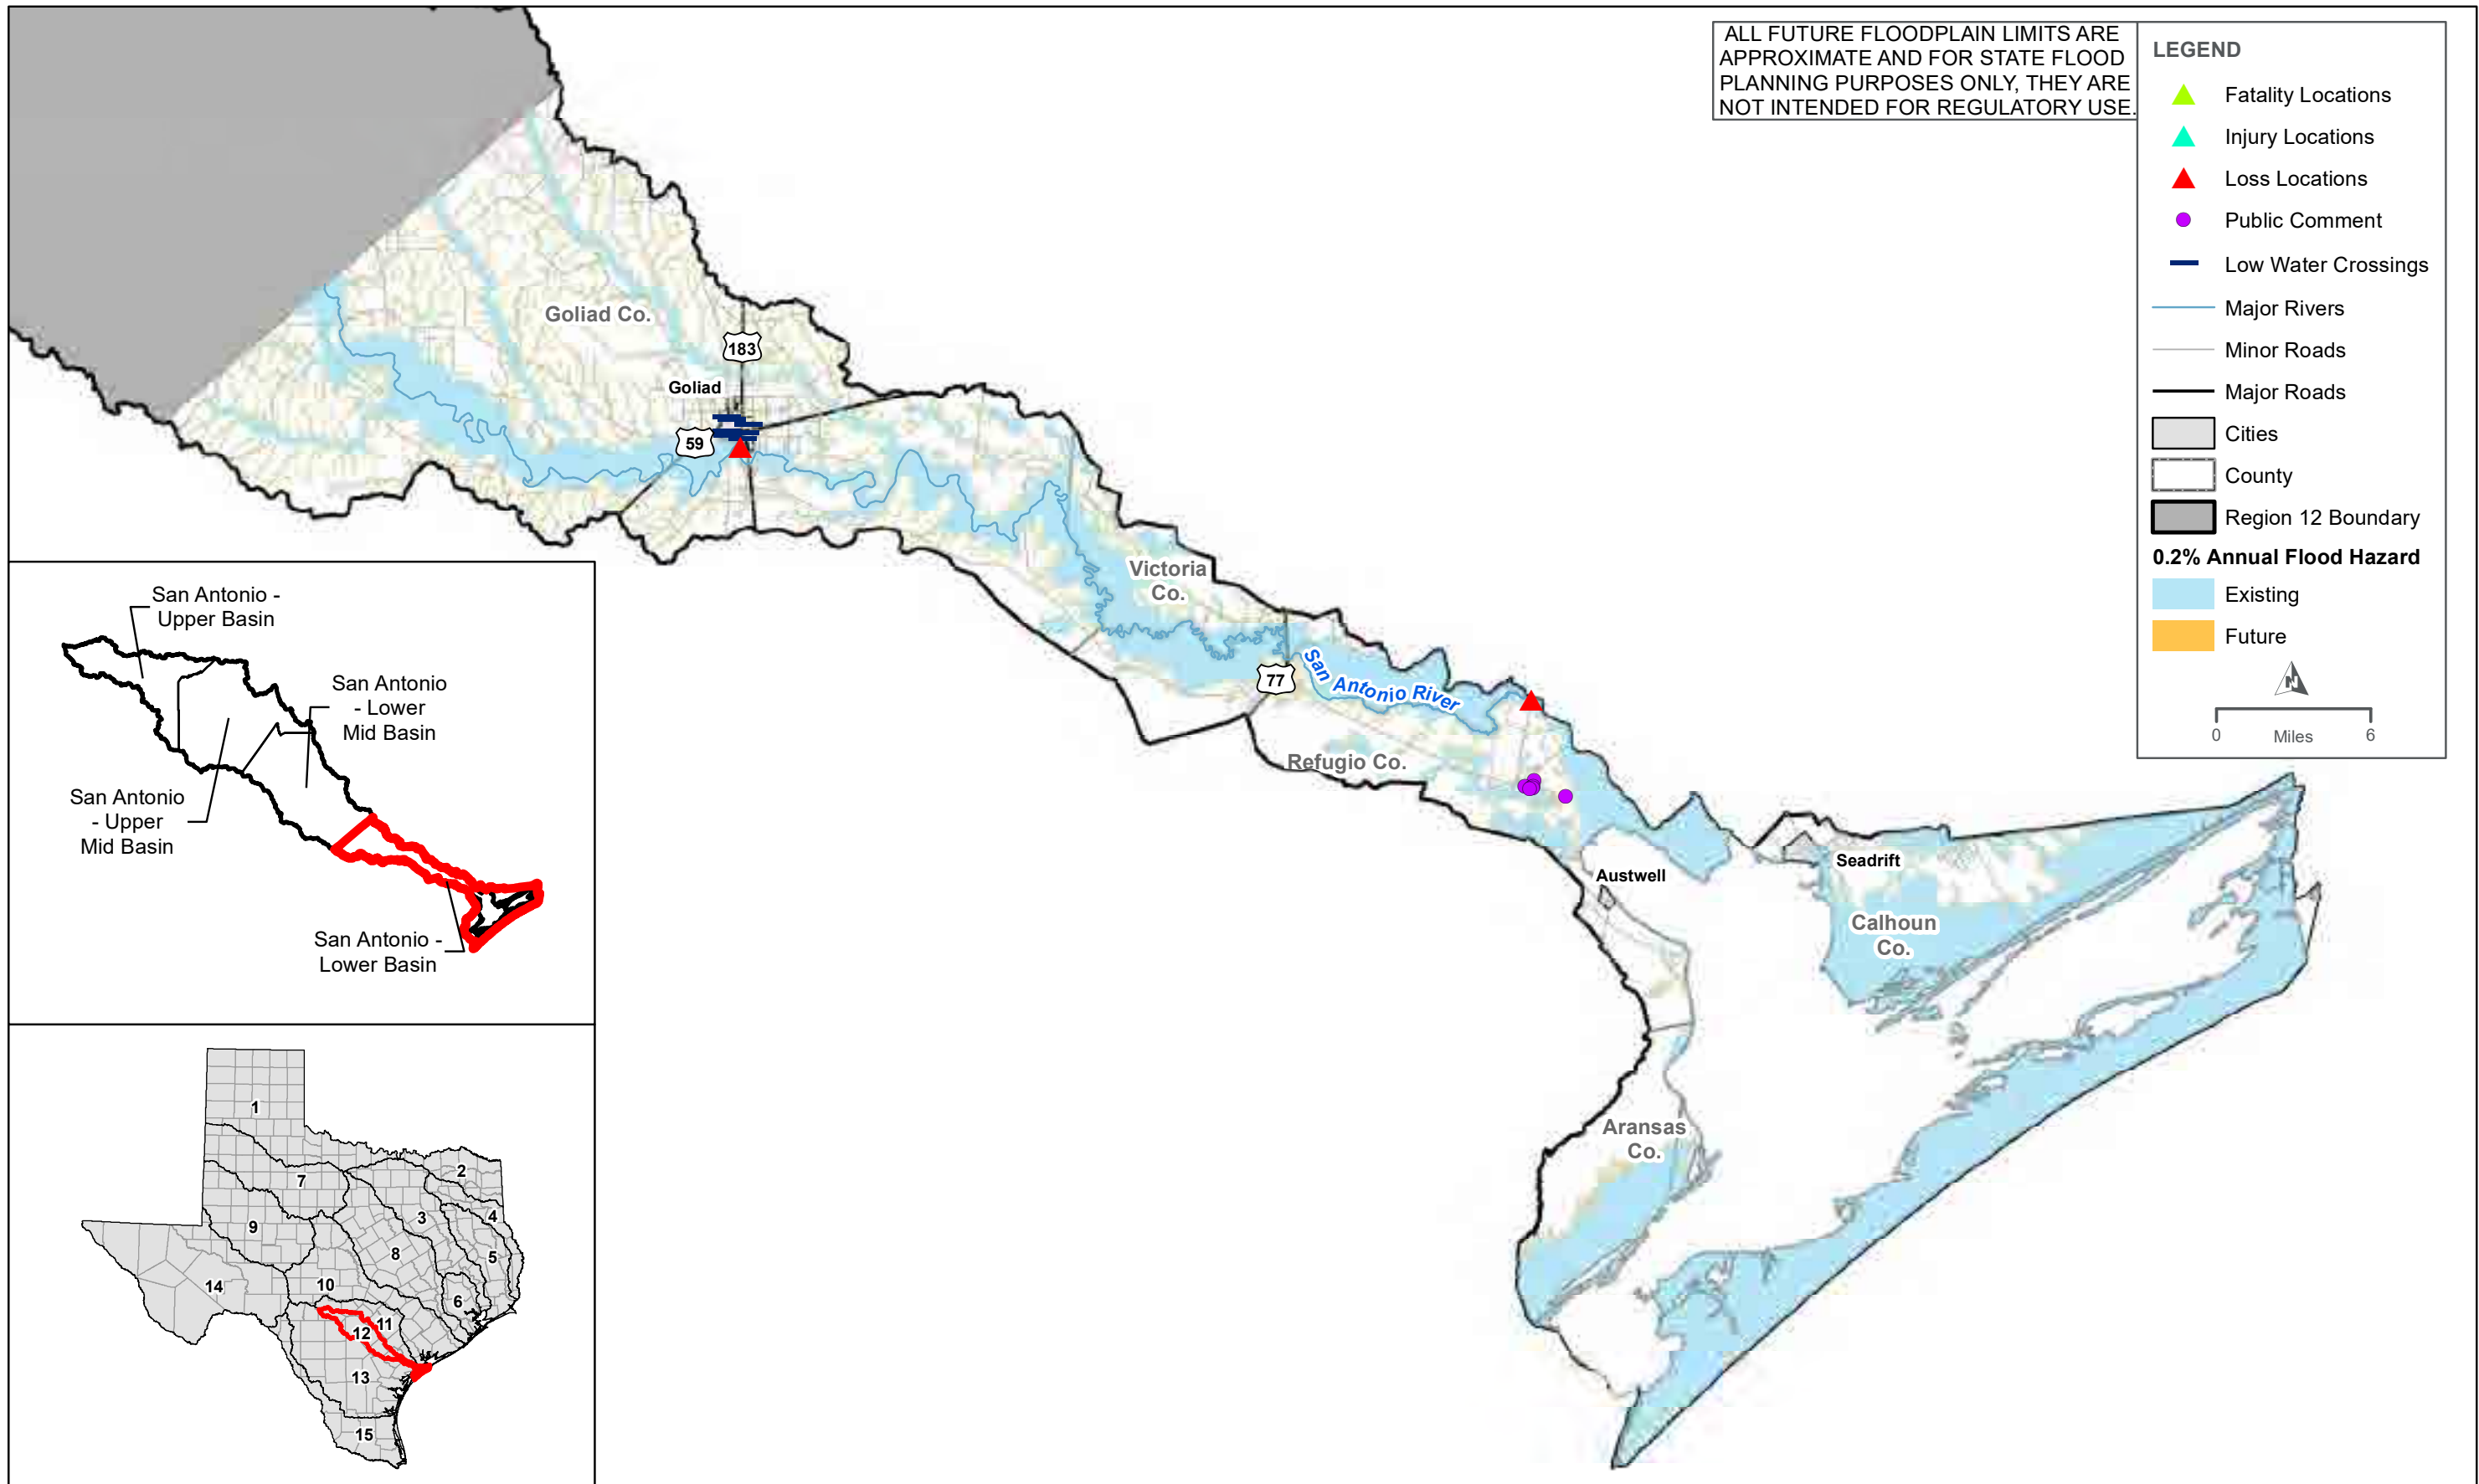 ALL FUTURE FLOODPLAIN LIMITS ARE
APPROXIMATE AND FOR STATE FLOOD
PLANNING PURPOSES ONLY, THEY ARE
NOT INTENDED FOR REGULATORY USE.
LEGEND
Fatality Locations
Injury Locations
Loss Locations
Public Comment
Low Water Crossings
Major Rivers
Minor Roads
Major Roads
Cities
County
Region 12 Boundary
0.2% Annual Flood Hazard
Existing
Future
N
0 Miles 6
Goliad Co.
183
Goliad
59
Victoria
Co.
77
San Antonio River
Refugio Co.
Austwell
Seadrift
Calhoun
Co.
Aransas
Co.
San Antonio -
Upper Basin
San Antonio
- Lower
Mid Basin
San Antonio
- Upper
Mid Basin
San Antonio -
Lower Basin
1
2
7
3
4
9
8
5
14
10
6
11
12
13
15